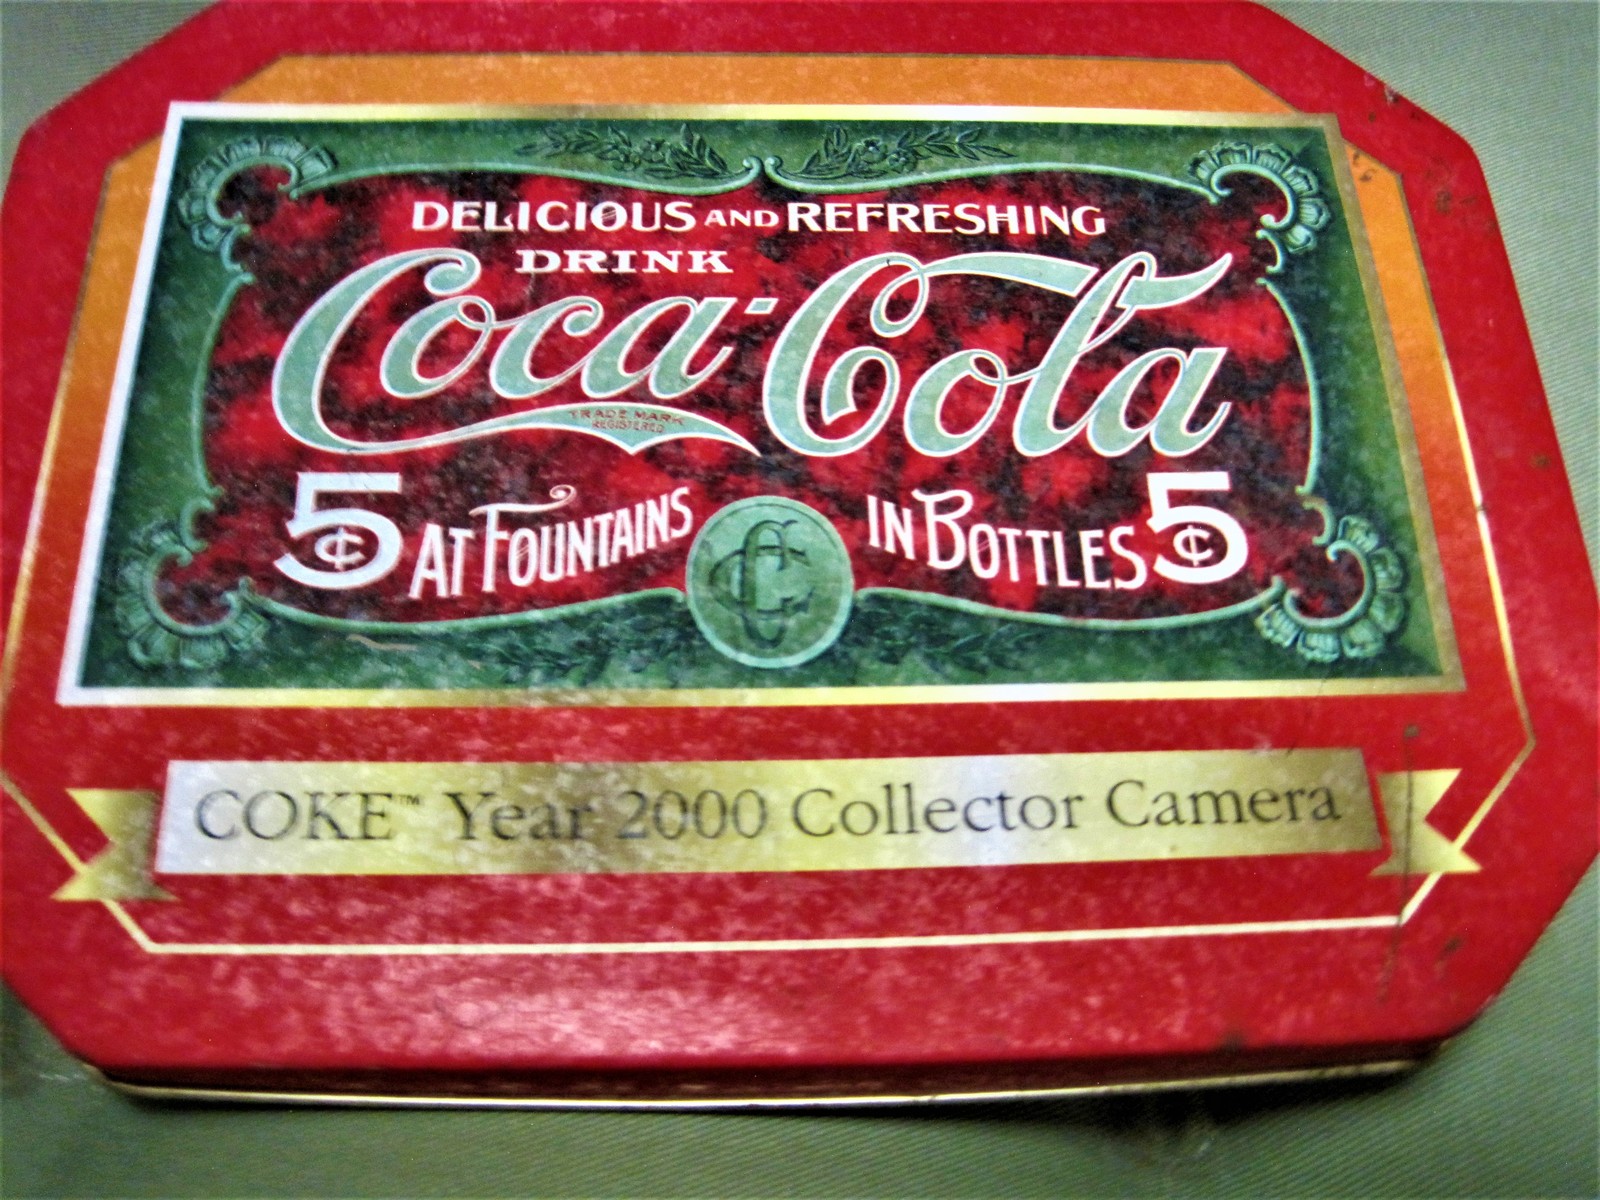 DELICIOUS AND REFRESHING
DRINK
Coca-Cola
TRADE MARK
REGISTERED
5¢ AT FOUNTAINS IN BOTTLES 5¢
CC
COKE™ Year 2000 Collector Camera